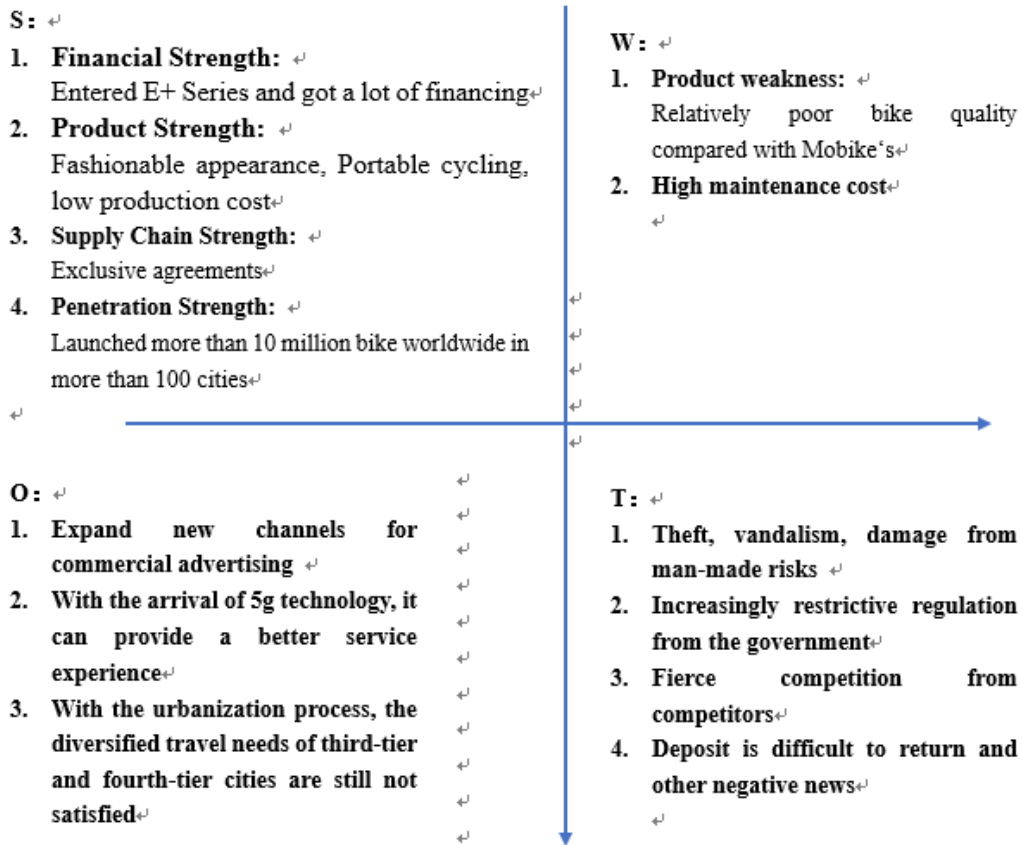 S：
1. Financial Strength:
Entered E+ Series and got a lot of financing
2. Product Strength:
Fashionable appearance, Portable cycling,
low production cost
3. Supply Chain Strength:
Exclusive agreements
4. Penetration Strength:
Launched more than 10 million bike worldwide in
more than 100 cities
W：
1. Product weakness:
Relatively poor bike quality
compared with Mobike‘s
2. High maintenance cost
O：
1. Expand new channels for
commercial advertising
2. With the arrival of 5g technology, it
can provide a better service
experience
3. With the urbanization process, the
diversified travel needs of third-tier
and fourth-tier cities are still not
satisfied
T：
1. Theft, vandalism, damage from
man-made risks
2. Increasingly restrictive regulation
from the government
3. Fierce competition from
competitors
4. Deposit is difficult to return and
other negative news